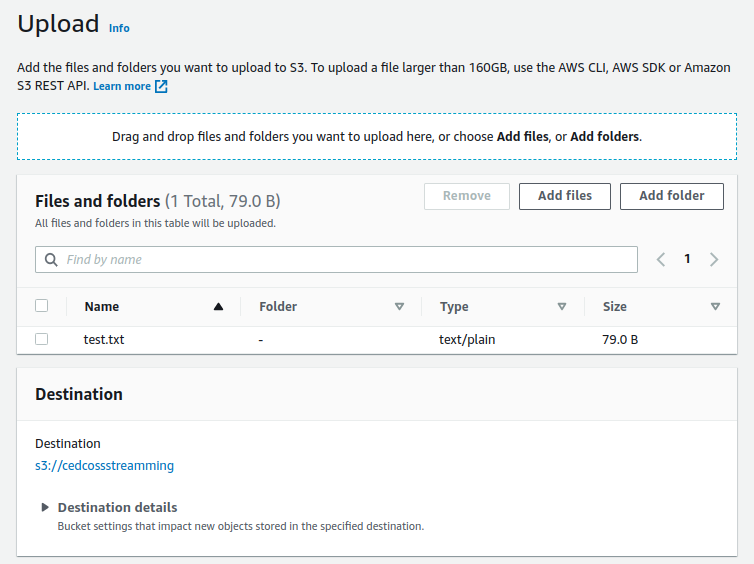 Upload Info
Add the files and folders you want to upload to S3. To upload a file larger than 160GB, use the AWS CLI, AWS SDK or Amazon
S3 REST API. Learn more
Drag and drop files and folders you want to upload here, or choose Add files, or Add folders.
Files and folders (1 Total, 79.0 B)
Remove Add files Add folder
All files and folders in this table will be uploaded.
Find by name 1
Name Folder Type Size
test.txt - text/plain 79.0 B
Destination
Destination
s3://cedcossstreamming
Destination details
Bucket settings that impact new objects stored in the specified destination.